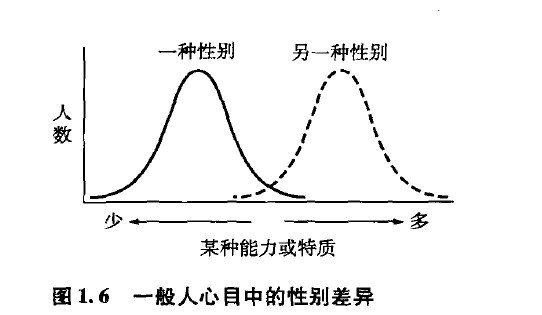 一种性别
另一种性别
人数
少
多
某种能力或特质
图1.6 一般人心目中的性别差异